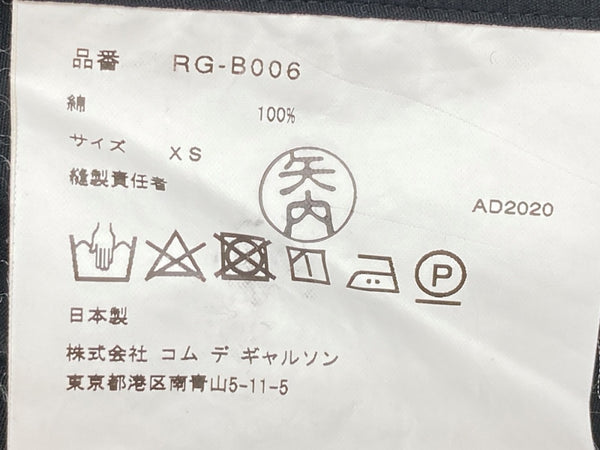 品番 RG-B006
綿 100%
サイズ XS
縫製責任者 矢内
AD2020
P
日本製
株式会社 コム デ ギャルソン
東京都港区南青山5-11-5